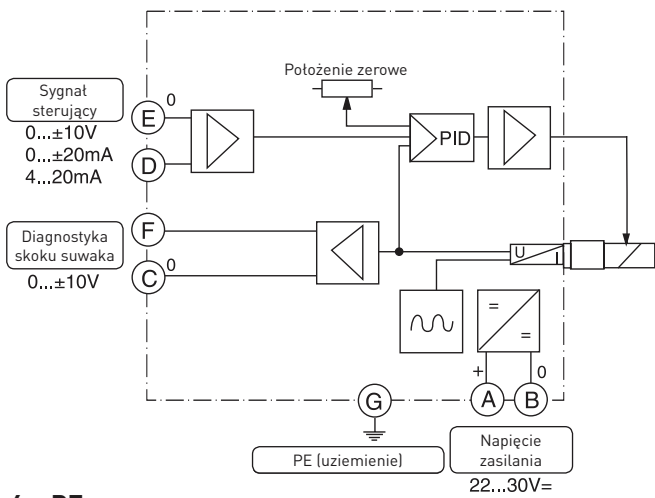 Położenie zerowe
Sygnał
sterujący
0...±10V
0...±20mA
4...20mA
E
0
D
PID
Diagnostyka
skoku suwaka
0...±10V
F
C
0
U
I
=
=
+
0
G
A
B
PE (uziemienie)
Napięcie
zasilania
22...30V=